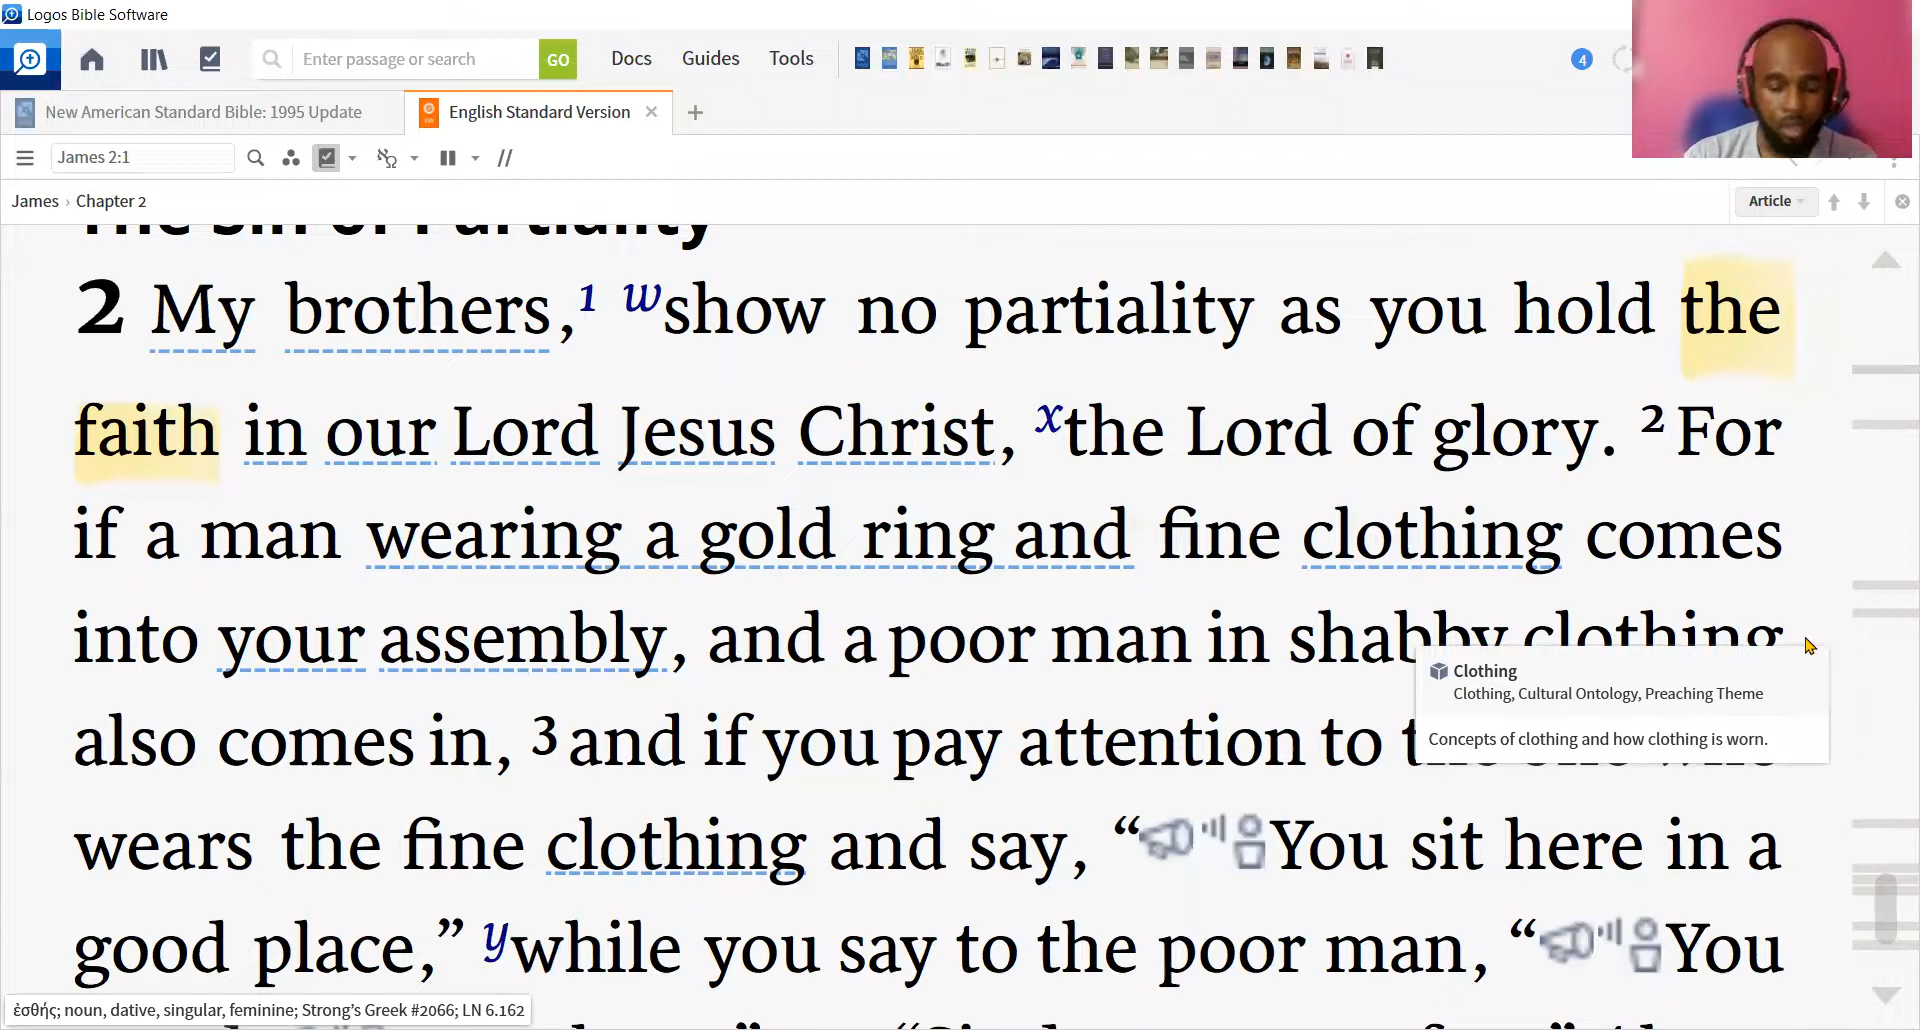 Logos Bible Software
Enter passage or search
GO
Docs
Guides
Tools
4
New American Standard Bible: 1995 Update
English Standard Version
James 2:1
James › Chapter 2
Article
The Sin of Partiality
2 My brothers,1 wshow no partiality as you hold the
faith in our Lord Jesus Christ, xthe Lord of glory. 2 For
if a man wearing a gold ring and fine clothing comes
into your assembly, and a poor man in shabby clothing
Clothing
Clothing, Cultural Ontology, Preaching Theme
Concepts of clothing and how clothing is worn.
also comes in, 3 and if you pay attention to
wears the fine clothing and say, “You sit here in a
good place,” ywhile you say to the poor man, “You
ἐσθής; noun, dative, singular, feminine; Strong’s Greek #2066; LN 6.162